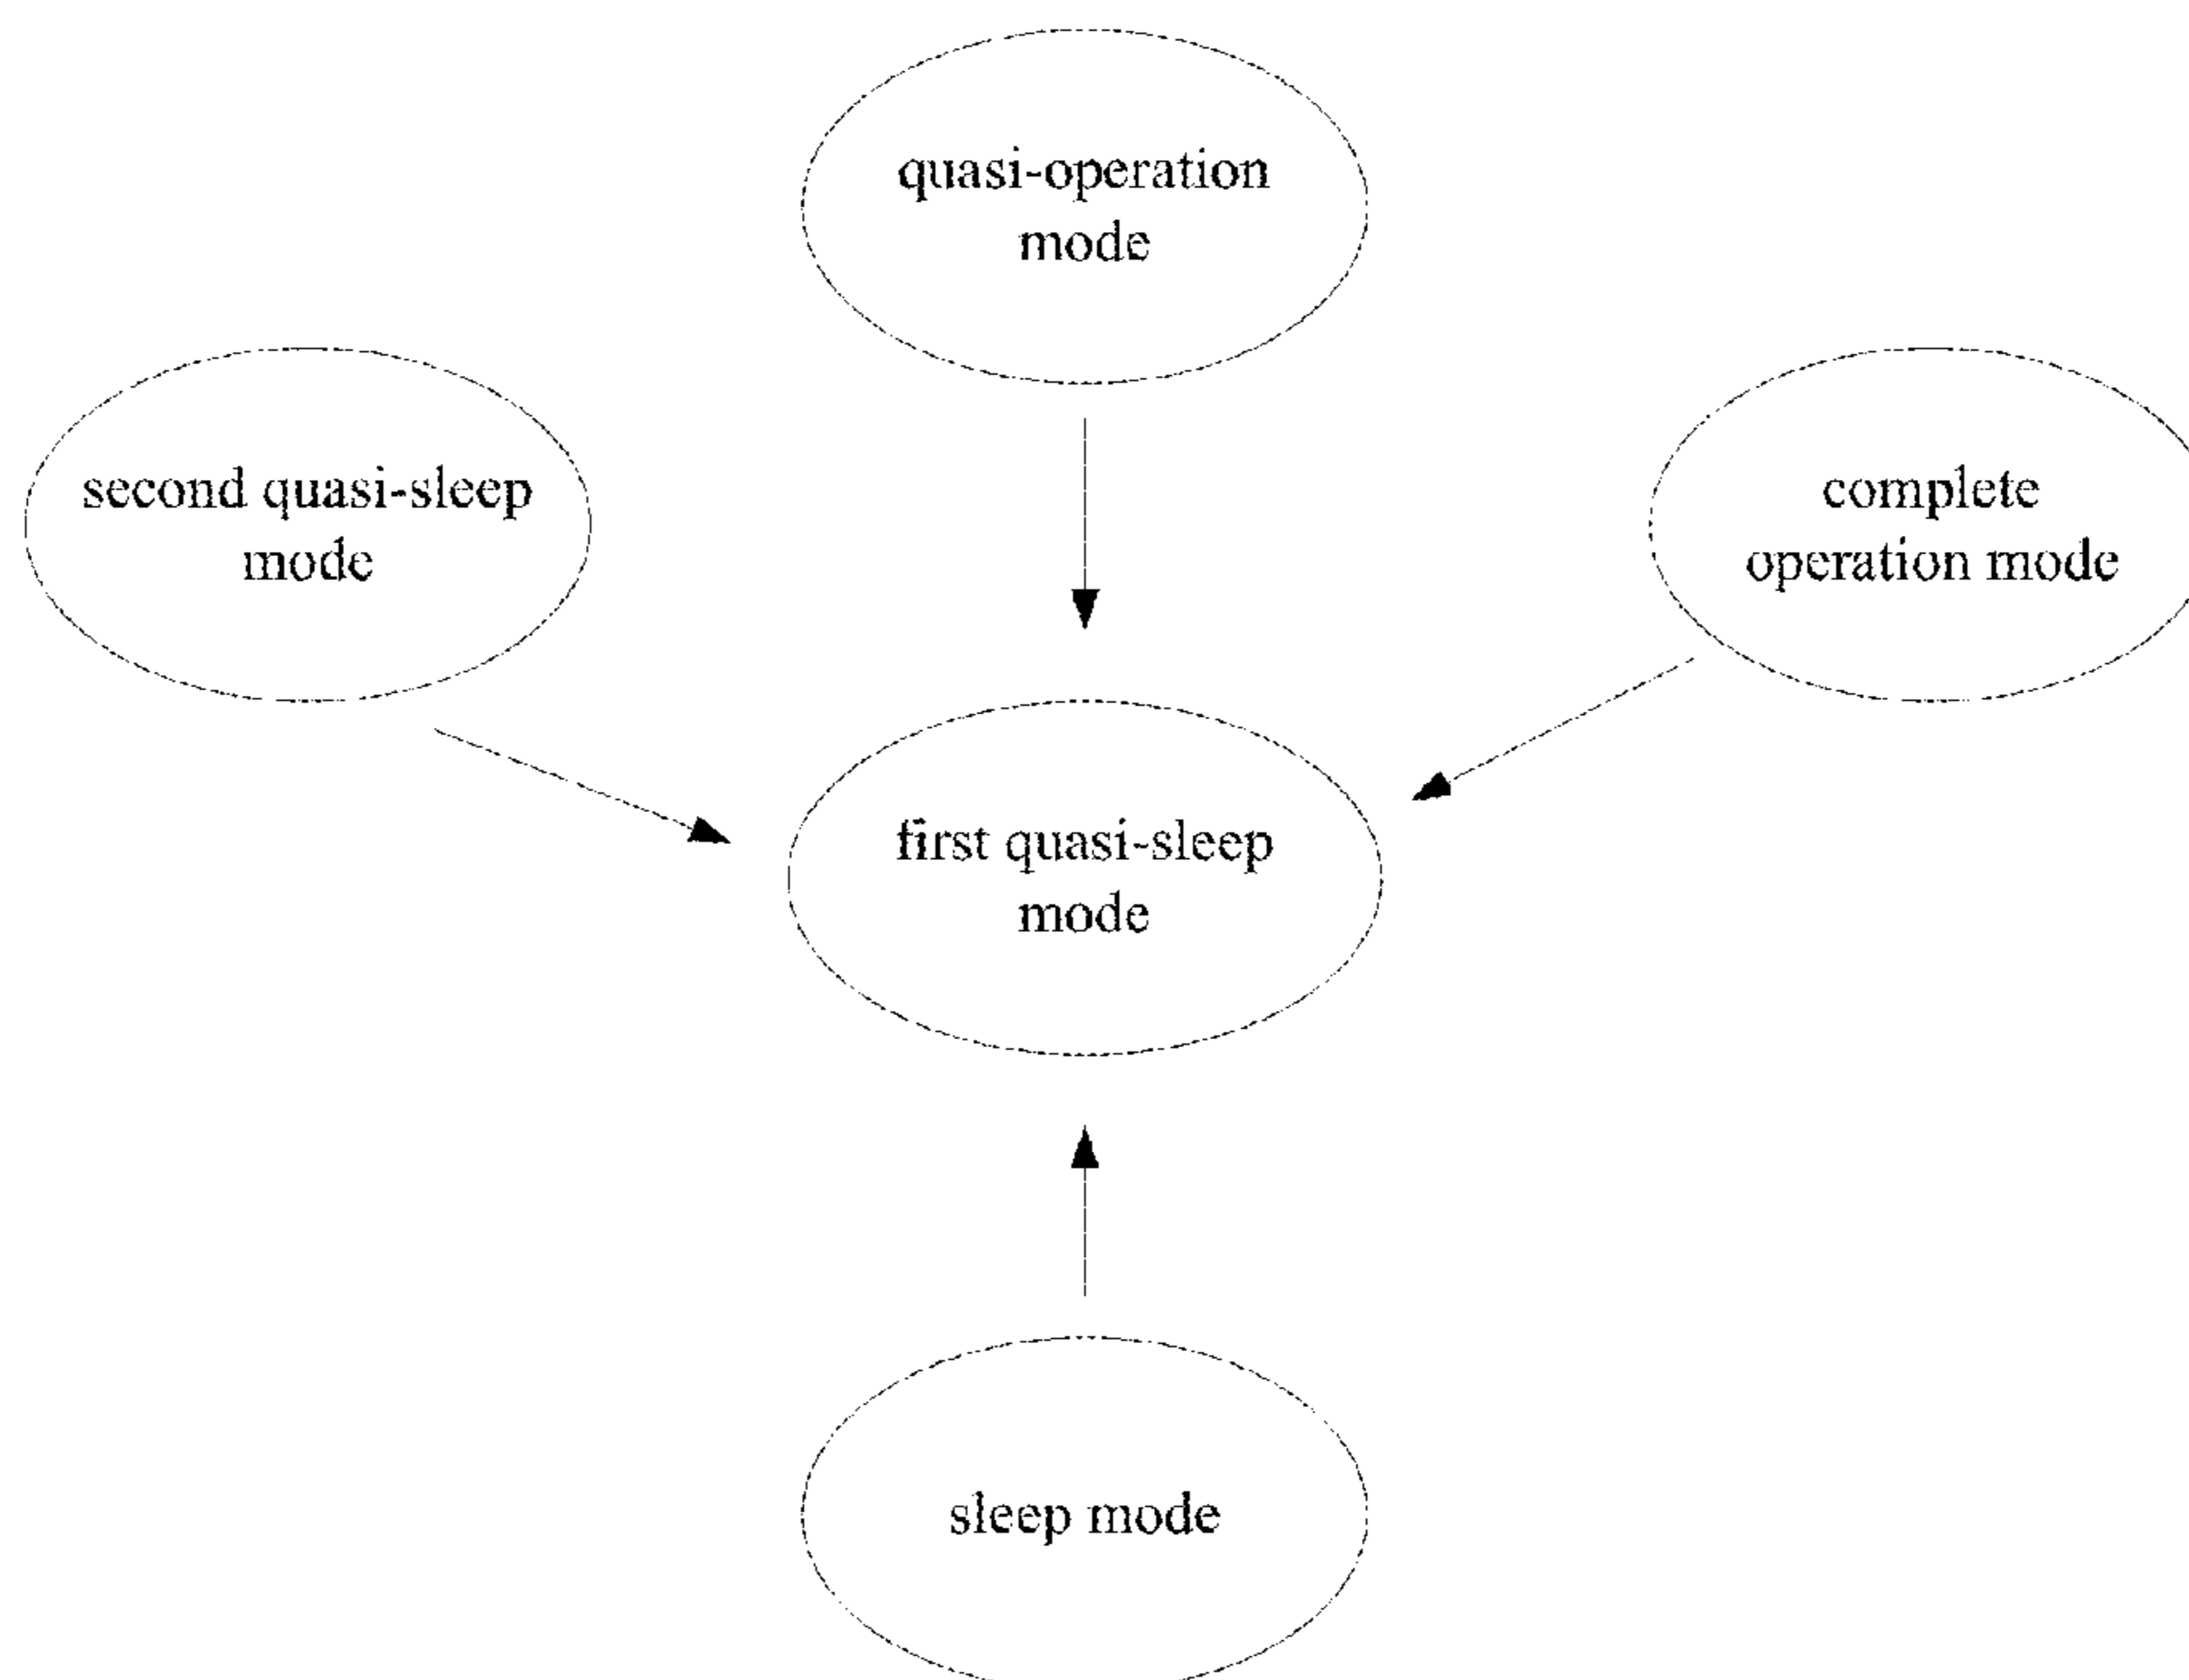 quasi-operation
mode
second quasi-sleep
mode
complete
operation mode
first quasi-sleep
mode
sleep mode